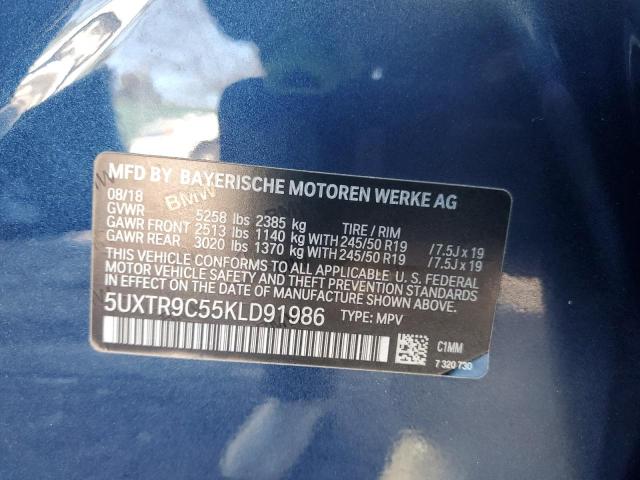 MFD BY BAYERISCHE MOTOREN WERKE AG
08/18 BMW
GVWR 5258 lbs 2385 kg TIRE / RIM
GAWR FRONT 2513 lbs 1140 kg WITH 245/50 R19 /7.5J x 19
GAWR REAR 3020 lbs 1370 kg WITH 245/50 R19 /7.5J x 19
THIS VEHICLE CONFORMS TO ALL APPLICABLE U.S. FEDERAL
MOTOR VEHICLE SAFETY AND THEFT PREVENTION STANDARDS
IN EFFECT ON THE DATE OF MANUFACTURE SHOWN ABOVE.
5UXTR9C55KLD91986 TYPE: MPV
C1MM
7 320 730